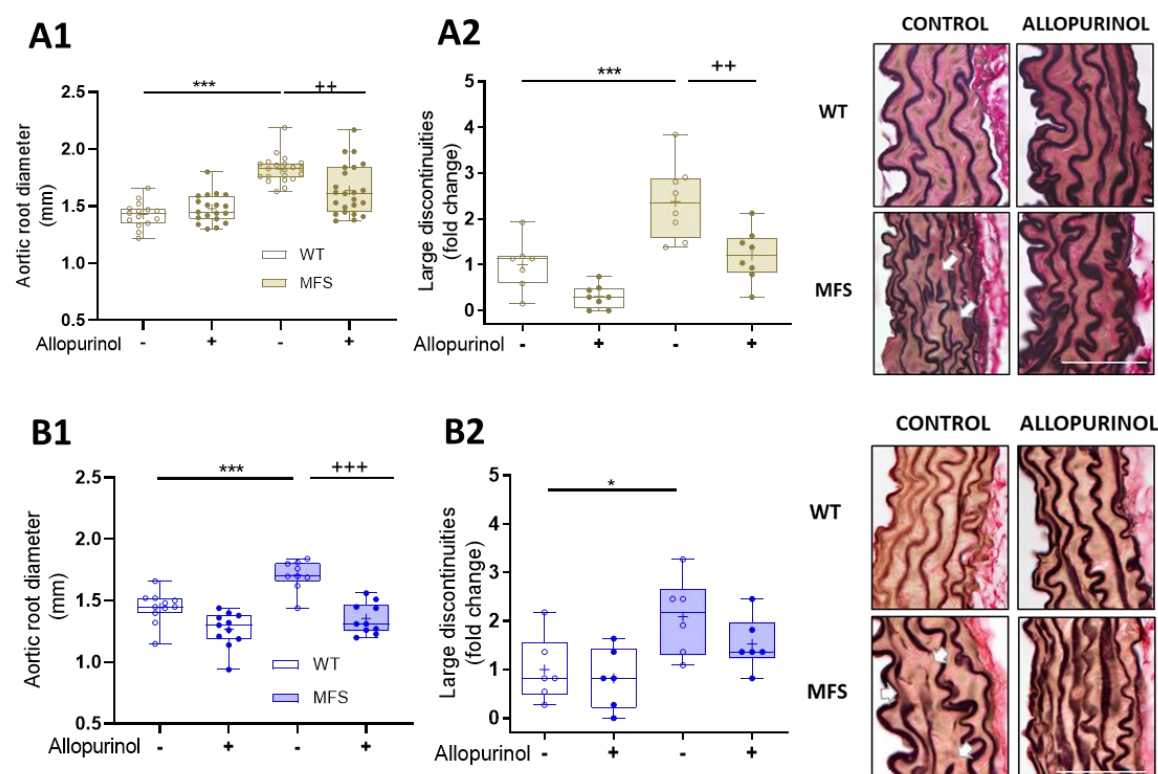 A1
Aortic root diameter
(mm)
2.5
2.0
1.5
1.0
0.5
***
++
WT
MFS
Allopurinol - + - +
A2
Large discontinuities
(fold change)
5
4
3
2
1
0
***
++
Allopurinol - + - +
CONTROL ALLOPURINOL
WT
MFS
B1
Aortic root diameter
(mm)
2.5
2.0
1.5
1.0
0.5
***
+++
WT
MFS
Allopurinol - + - +
B2
Large discontinuities
(fold change)
5
4
3
2
1
0
*
Allopurinol - + - +
CONTROL ALLOPURINOL
WT
MFS